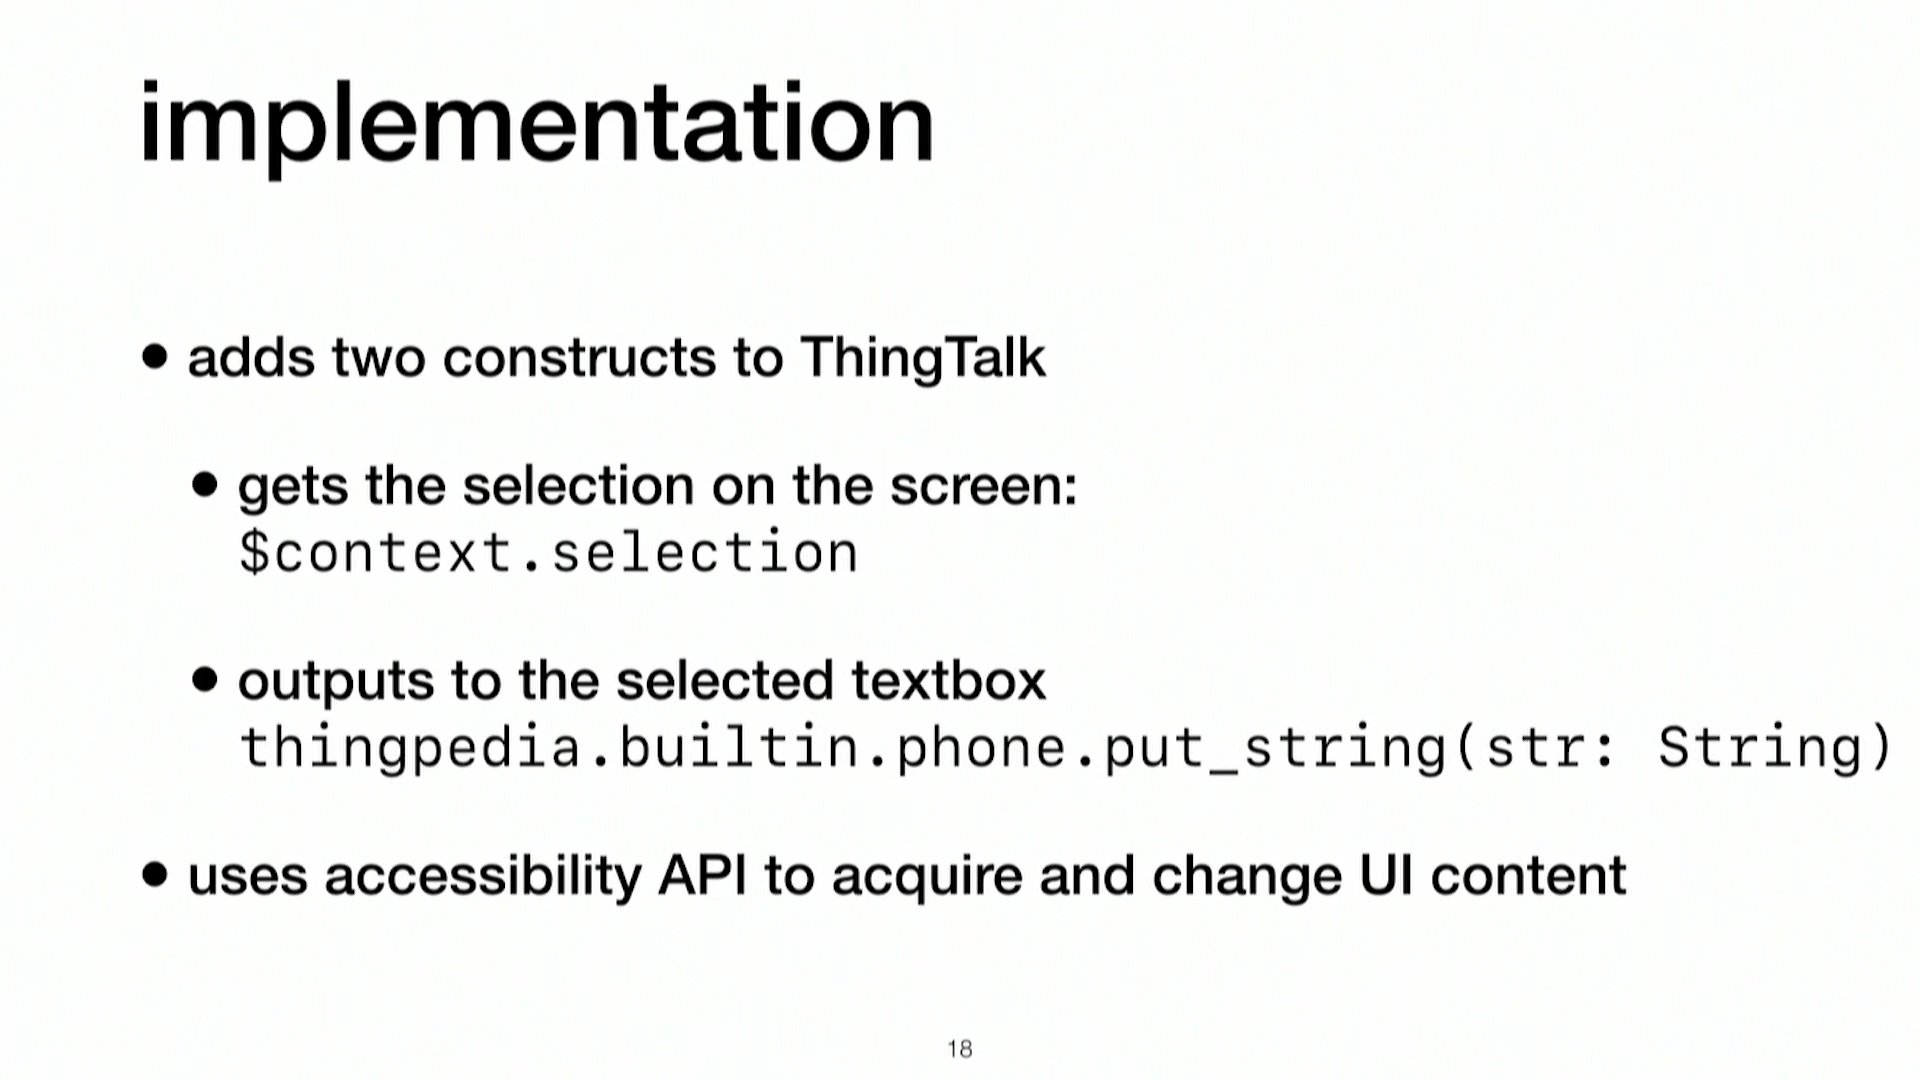 implementation
• adds two constructs to ThingTalk
• gets the selection on the screen:
$context.selection
• outputs to the selected textbox
thingpedia.builtin.phone.put_string(str: String)
• uses accessibility API to acquire and change UI content
18